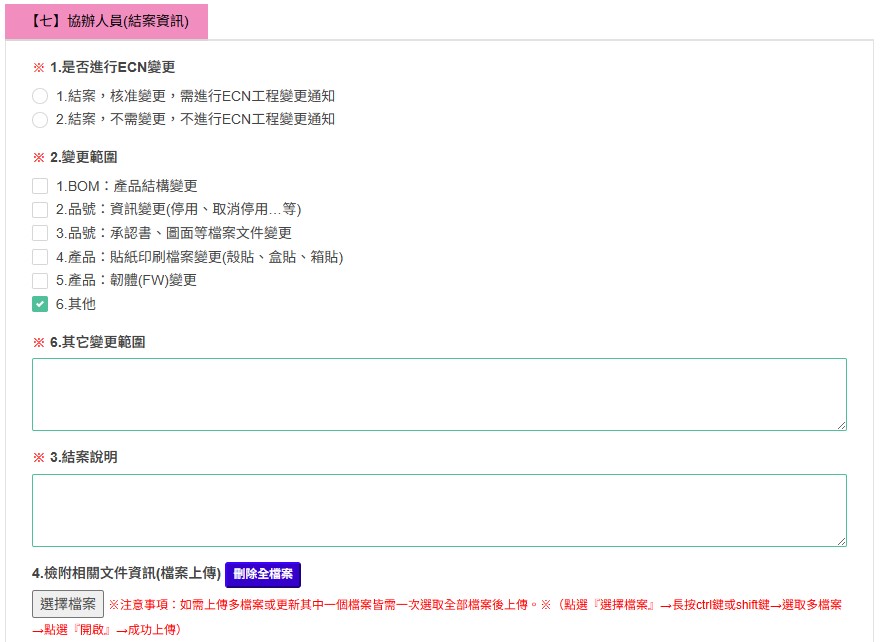 【七】協辦人員(結案資訊)
※ 1.是否進行ECN變更
1.結案，核准變更，需進行ECN工程變更通知
2.結案，不需變更，不進行ECN工程變更通知
※ 2.變更範圍
1.BOM：產品結構變更
2.品號：資訊變更(停用、取消停用...等)
3.品號：承認書、圖面等檔案文件變更
4.產品：貼紙印刷檔案變更(殼貼、盒貼、箱貼)
5.產品：韌體(FW)變更
6.其他
※ 6.其它變更範圍
※ 3.結案說明
4.檢附相關文件資訊(檔案上傳) 刪除全檔案
選擇檔案 ※注意事項：如需上傳多檔案或更新其中一個檔案皆需一次選取全部檔案後上傳。※（點選『選擇檔案』→長按ctrl鍵或shift鍵→選取多檔案
→點選『開啟』→成功上傳）